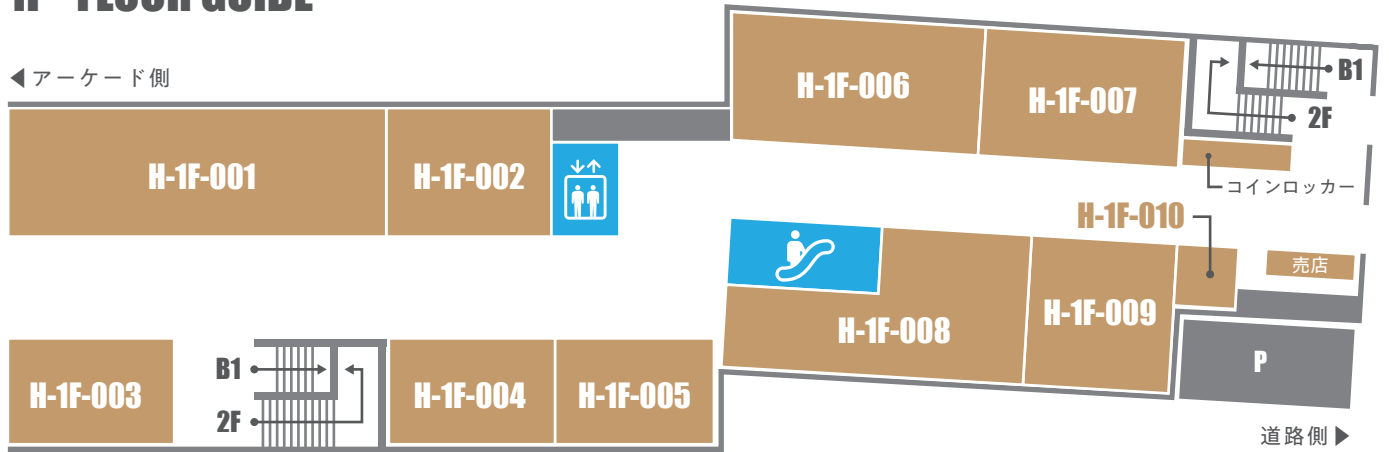 FLOOR GUIDE
◀アーケード側
H-1F-001
H-1F-002
H-1F-006
H-1F-007
B1
2F
コインロッカー
H-1F-010
売店
H-1F-008
H-1F-009
P
H-1F-003
B1
2F
H-1F-004
H-1F-005
道路側▶